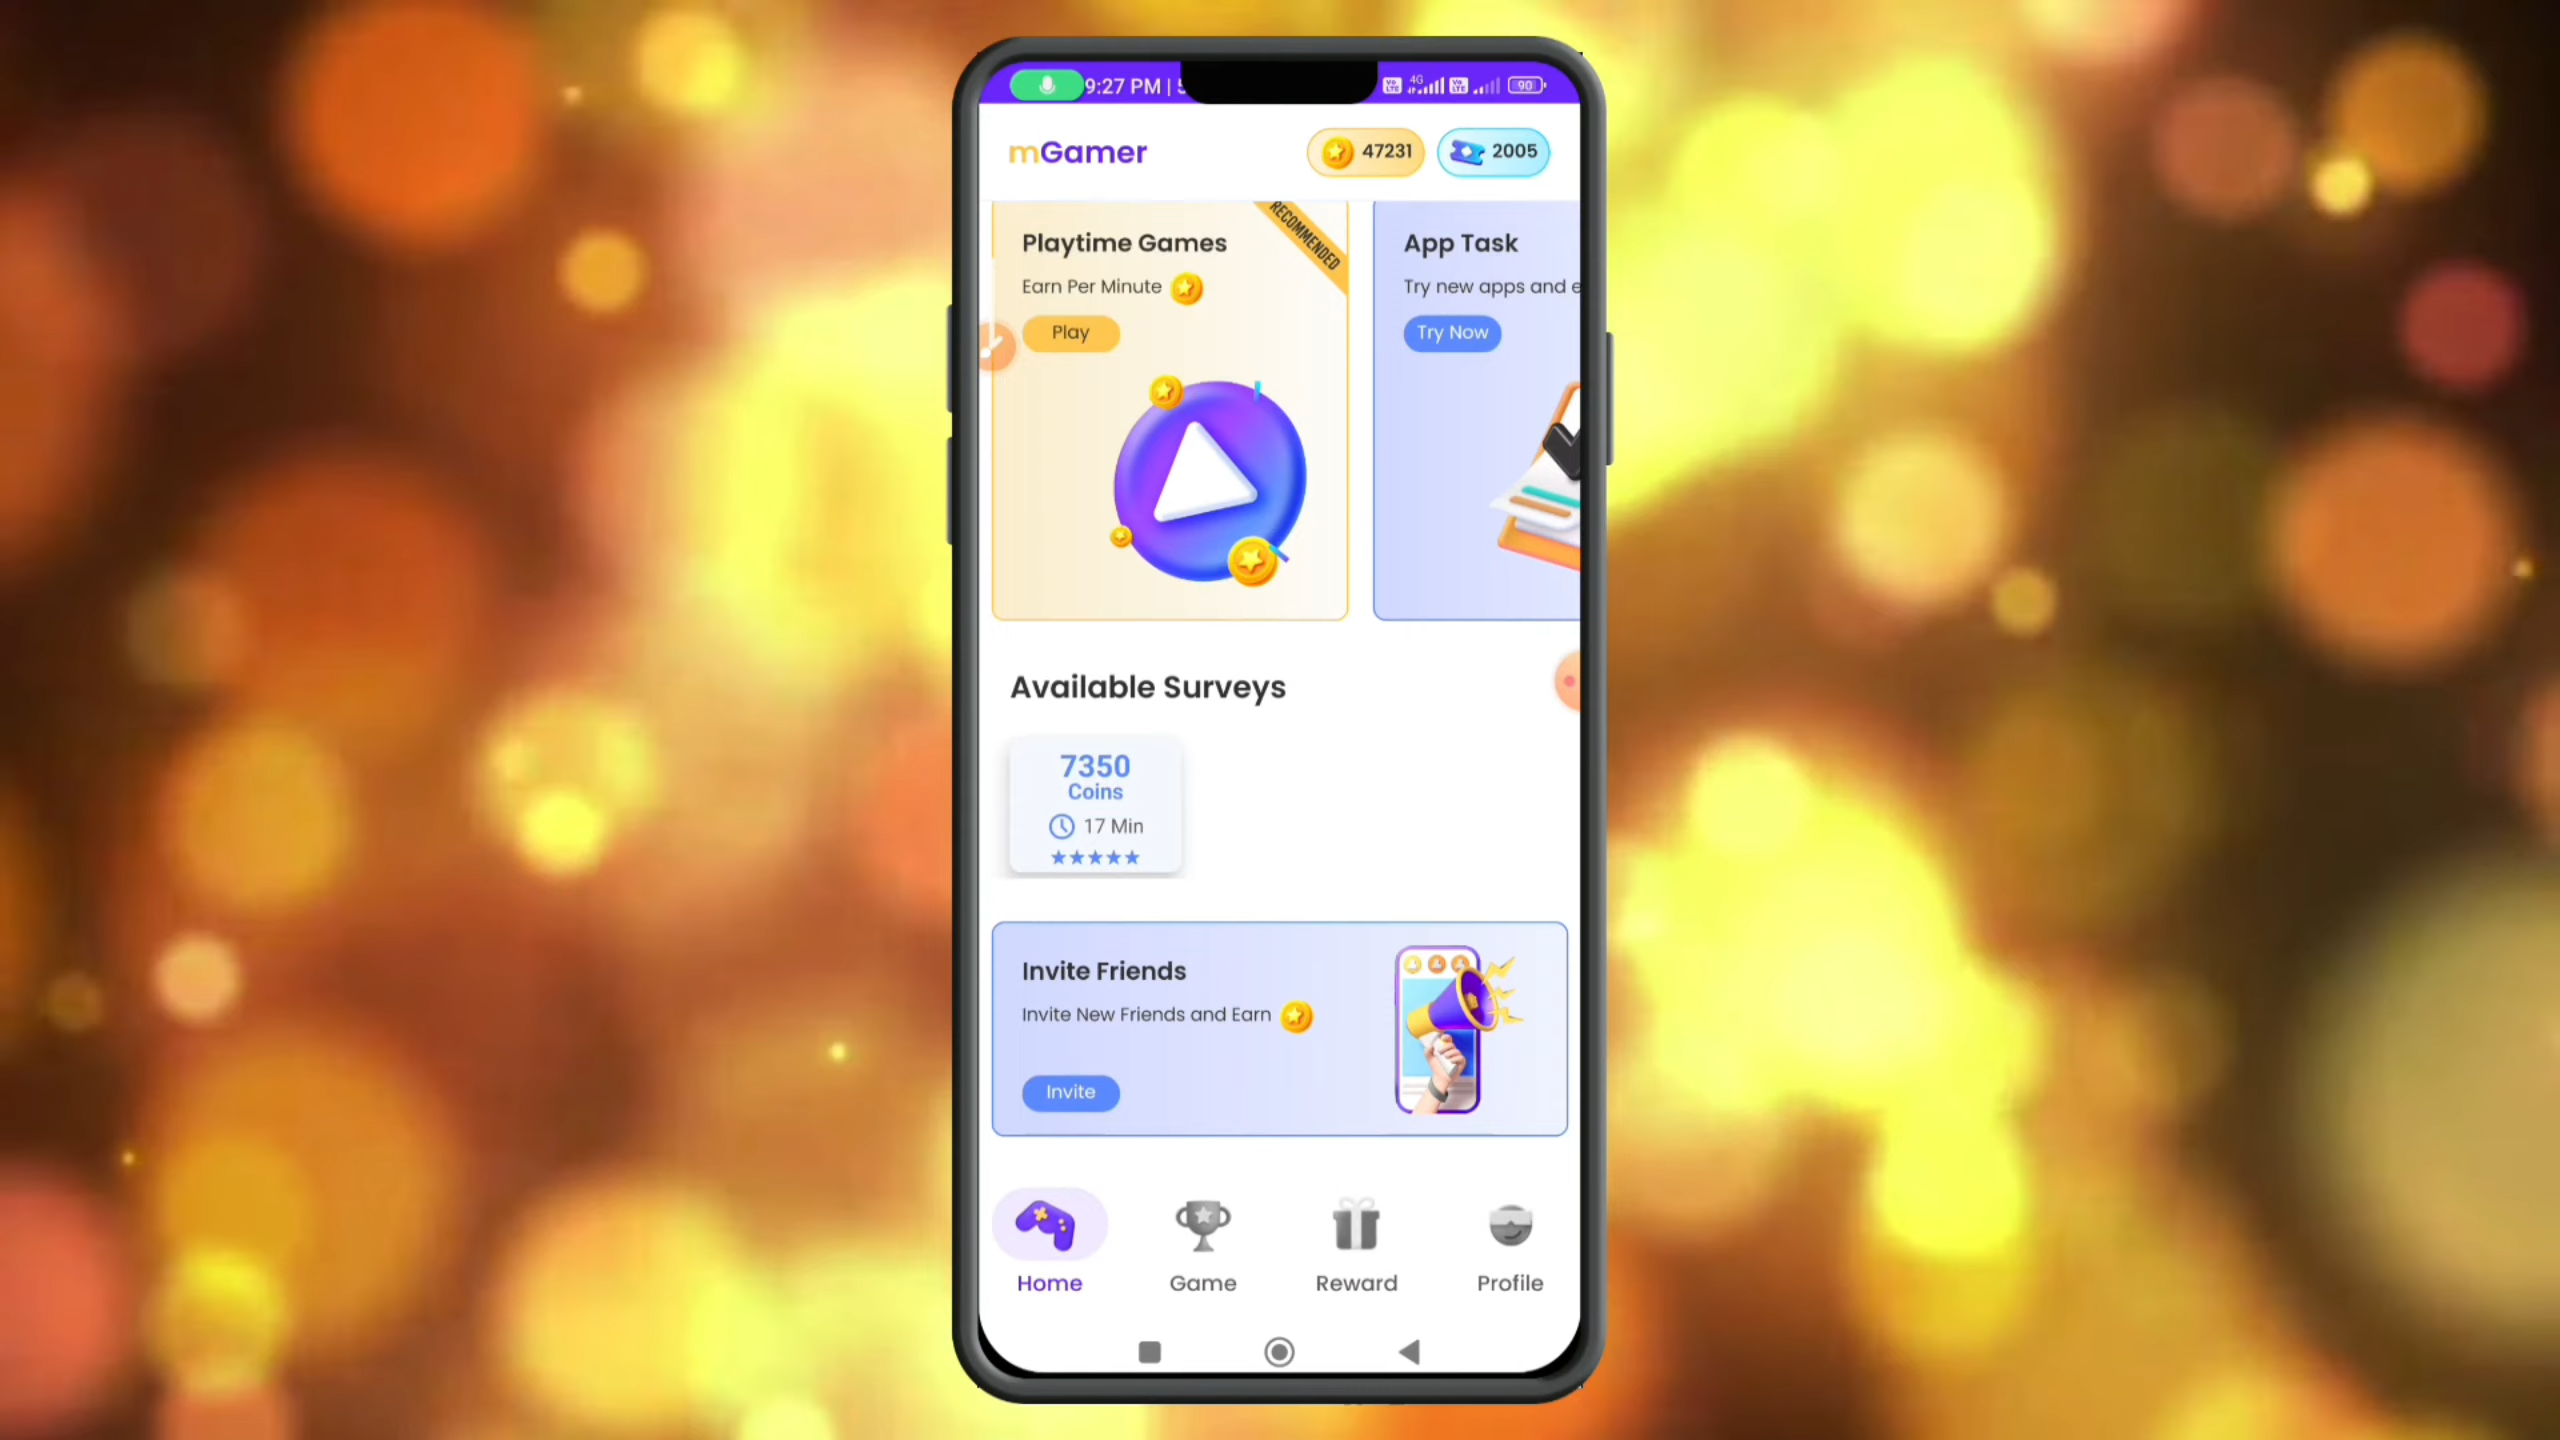 9:27 PM |
4G
90
mGamer
47231
2005
RECOMMENDED
Playtime Games
Earn Per Minute
Play
App Task
Try new apps and e
Try Now
Available Surveys
7350
Coins
17 Min
Invite Friends
Invite New Friends and Earn
Invite
Home
Game
Reward
Profile